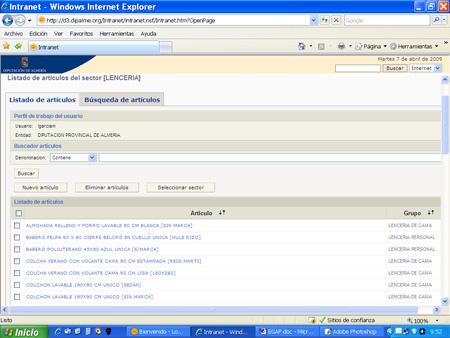 Intranet - Windows Internet Explorer
http://d3.dipalme.org/Intranet/intranet.nsf/Intranet.htm?OpenPage
Google
Archivo Edición Ver Favoritos Herramientas Ayuda
Intranet
Página Herramientas
DIPUTACIÓN DE ALMERÍA
Martes 7 de abril de 2009
Buscar Internet
Listado de artículos del sector [LENCERIA]
Listado de artículos Búsqueda de artículos
Perfil de trabajo del usuario
Usuario: lgarciam
Entidad: DIPUTACION PROVINCIAL DE ALMERIA
Buscador artículos
Denominacion: Contiene
Buscar
Nuevo artículo Eliminar artículos Seleccionar sector
Listado de artículos
Artículo Grupo
ALMOHADA RELLENO Y FORRO LAVABLE 90 CM BLANCA [SIN MARCA] LENCERIA DE CAMA
BABERO FELPA 60 X 80 CIERRE BELCRO EN CUELLO UNICA [HULE RIZO] LENCERIA PERSONAL
BABERO POLIUTERANO 45X90 AZUL UNICA [S/MARCA] LENCERIA PERSONAL
COLCHA VERANO CON VOLANTE CAMA 90 CM ESTAMPADA [REIG MARTI] LENCERIA DE CAMA
COLCHA VERANO CON VOLANTE CAMA 90 CM LISA [180X260] LENCERIA DE CAMA
COLCHON LAVABLE 190X90 CM UNICO [SEDAN] LENCERIA DE CAMA
COLCHON LAVABLE 190X90 CM UNICO [SIN MARCA] LENCERIA DE CAMA
Listo Sitios de confianza 100%
Inicio Bienvenido - Lo... Intranet - Wind... EGAP.doc - Micr... Adobe Photoshop 9:52